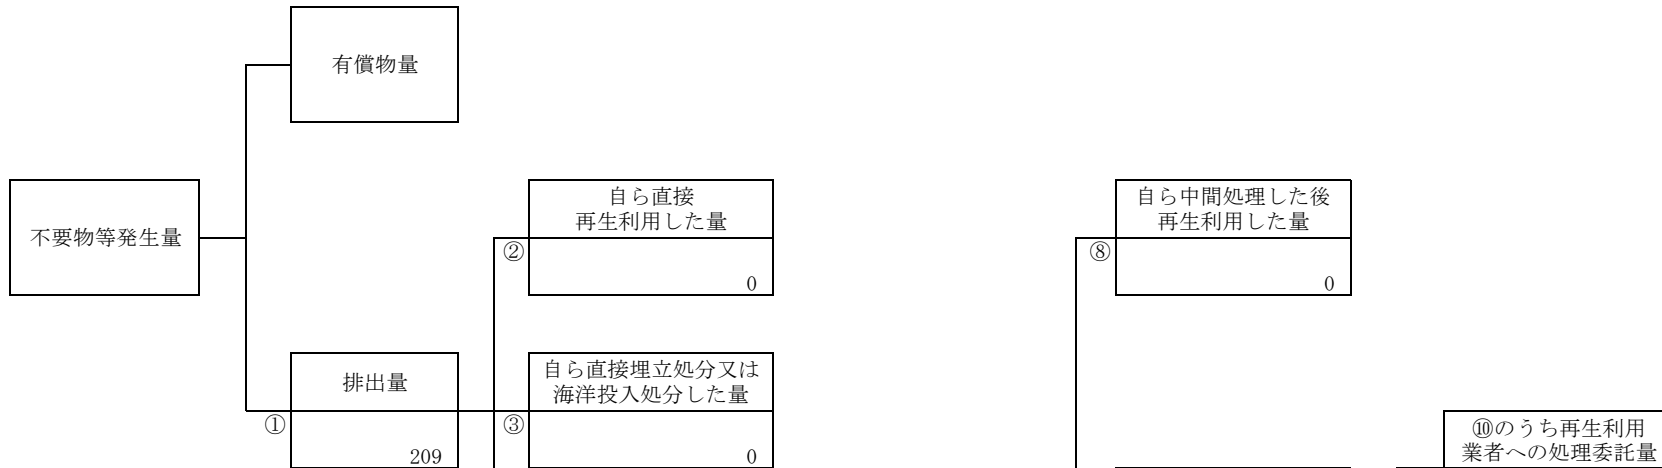 有償物量
不要物等発生量
自ら直接
再生利用した量
②
0
自ら中間処理した後
再生利用した量
⑧
0
排出量
①
209
自ら直接埋立処分又は
海洋投入処分した量
③
0
⑩のうち再生利用
業者への処理委託量